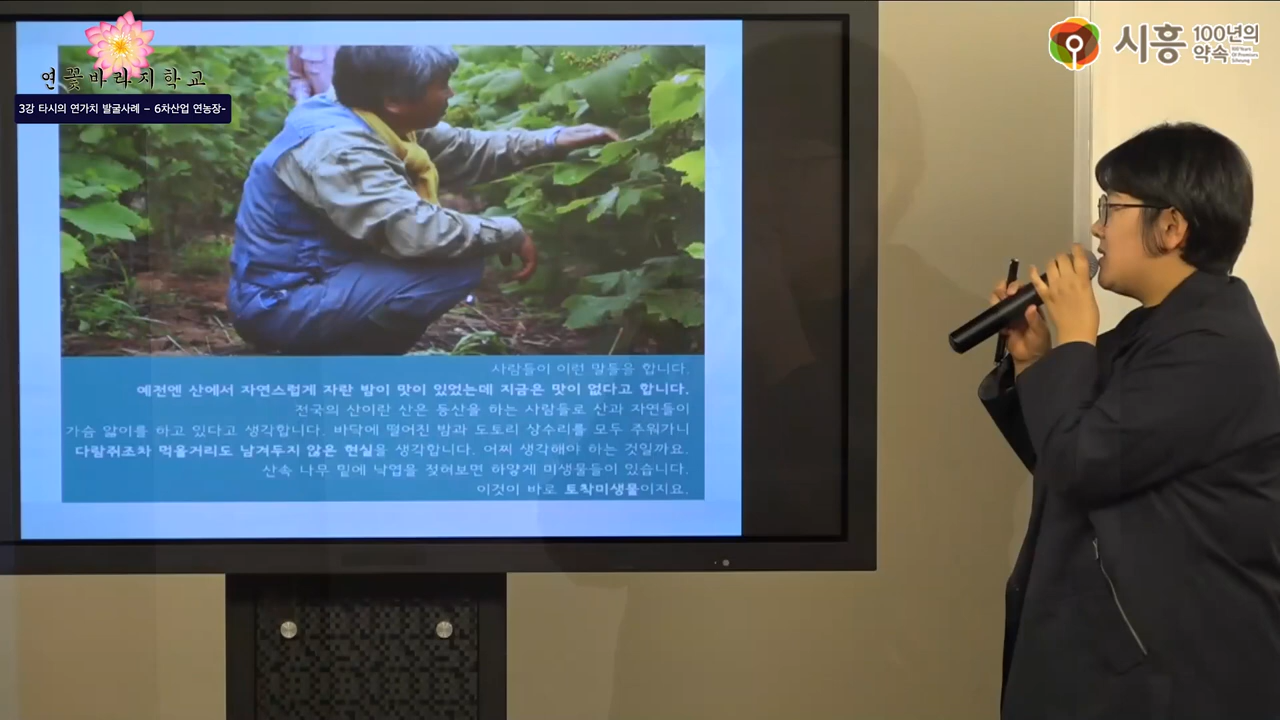 연꽃바라지학교
3강 타시의 연가치 발굴사례 - 6차산업 연농장-
시흥
100년의
약속
사람들이 이런 말들을 합니다.
예전엔 산에서 자연스럽게 자란 밤이 맛이 있었는데 지금은 맛이 없다고 합니다.
전국의 산이란 산은 등산을 하는 사람들로 산과 자연들이
가슴 앓이를 하고 있다고 생각합니다. 바닥에 떨어진 밤과 도토리 상수리를 모두 주워가니
다람쥐조차 먹을거리도 남겨두지 않은 현실을 생각합니다. 어찌 생각해야 하는 것일까요.
산속 나무 밑에 낙엽을 젖혀보면 하얗게 미생물들이 있습니다.
이것이 바로 토착미생물이지요.